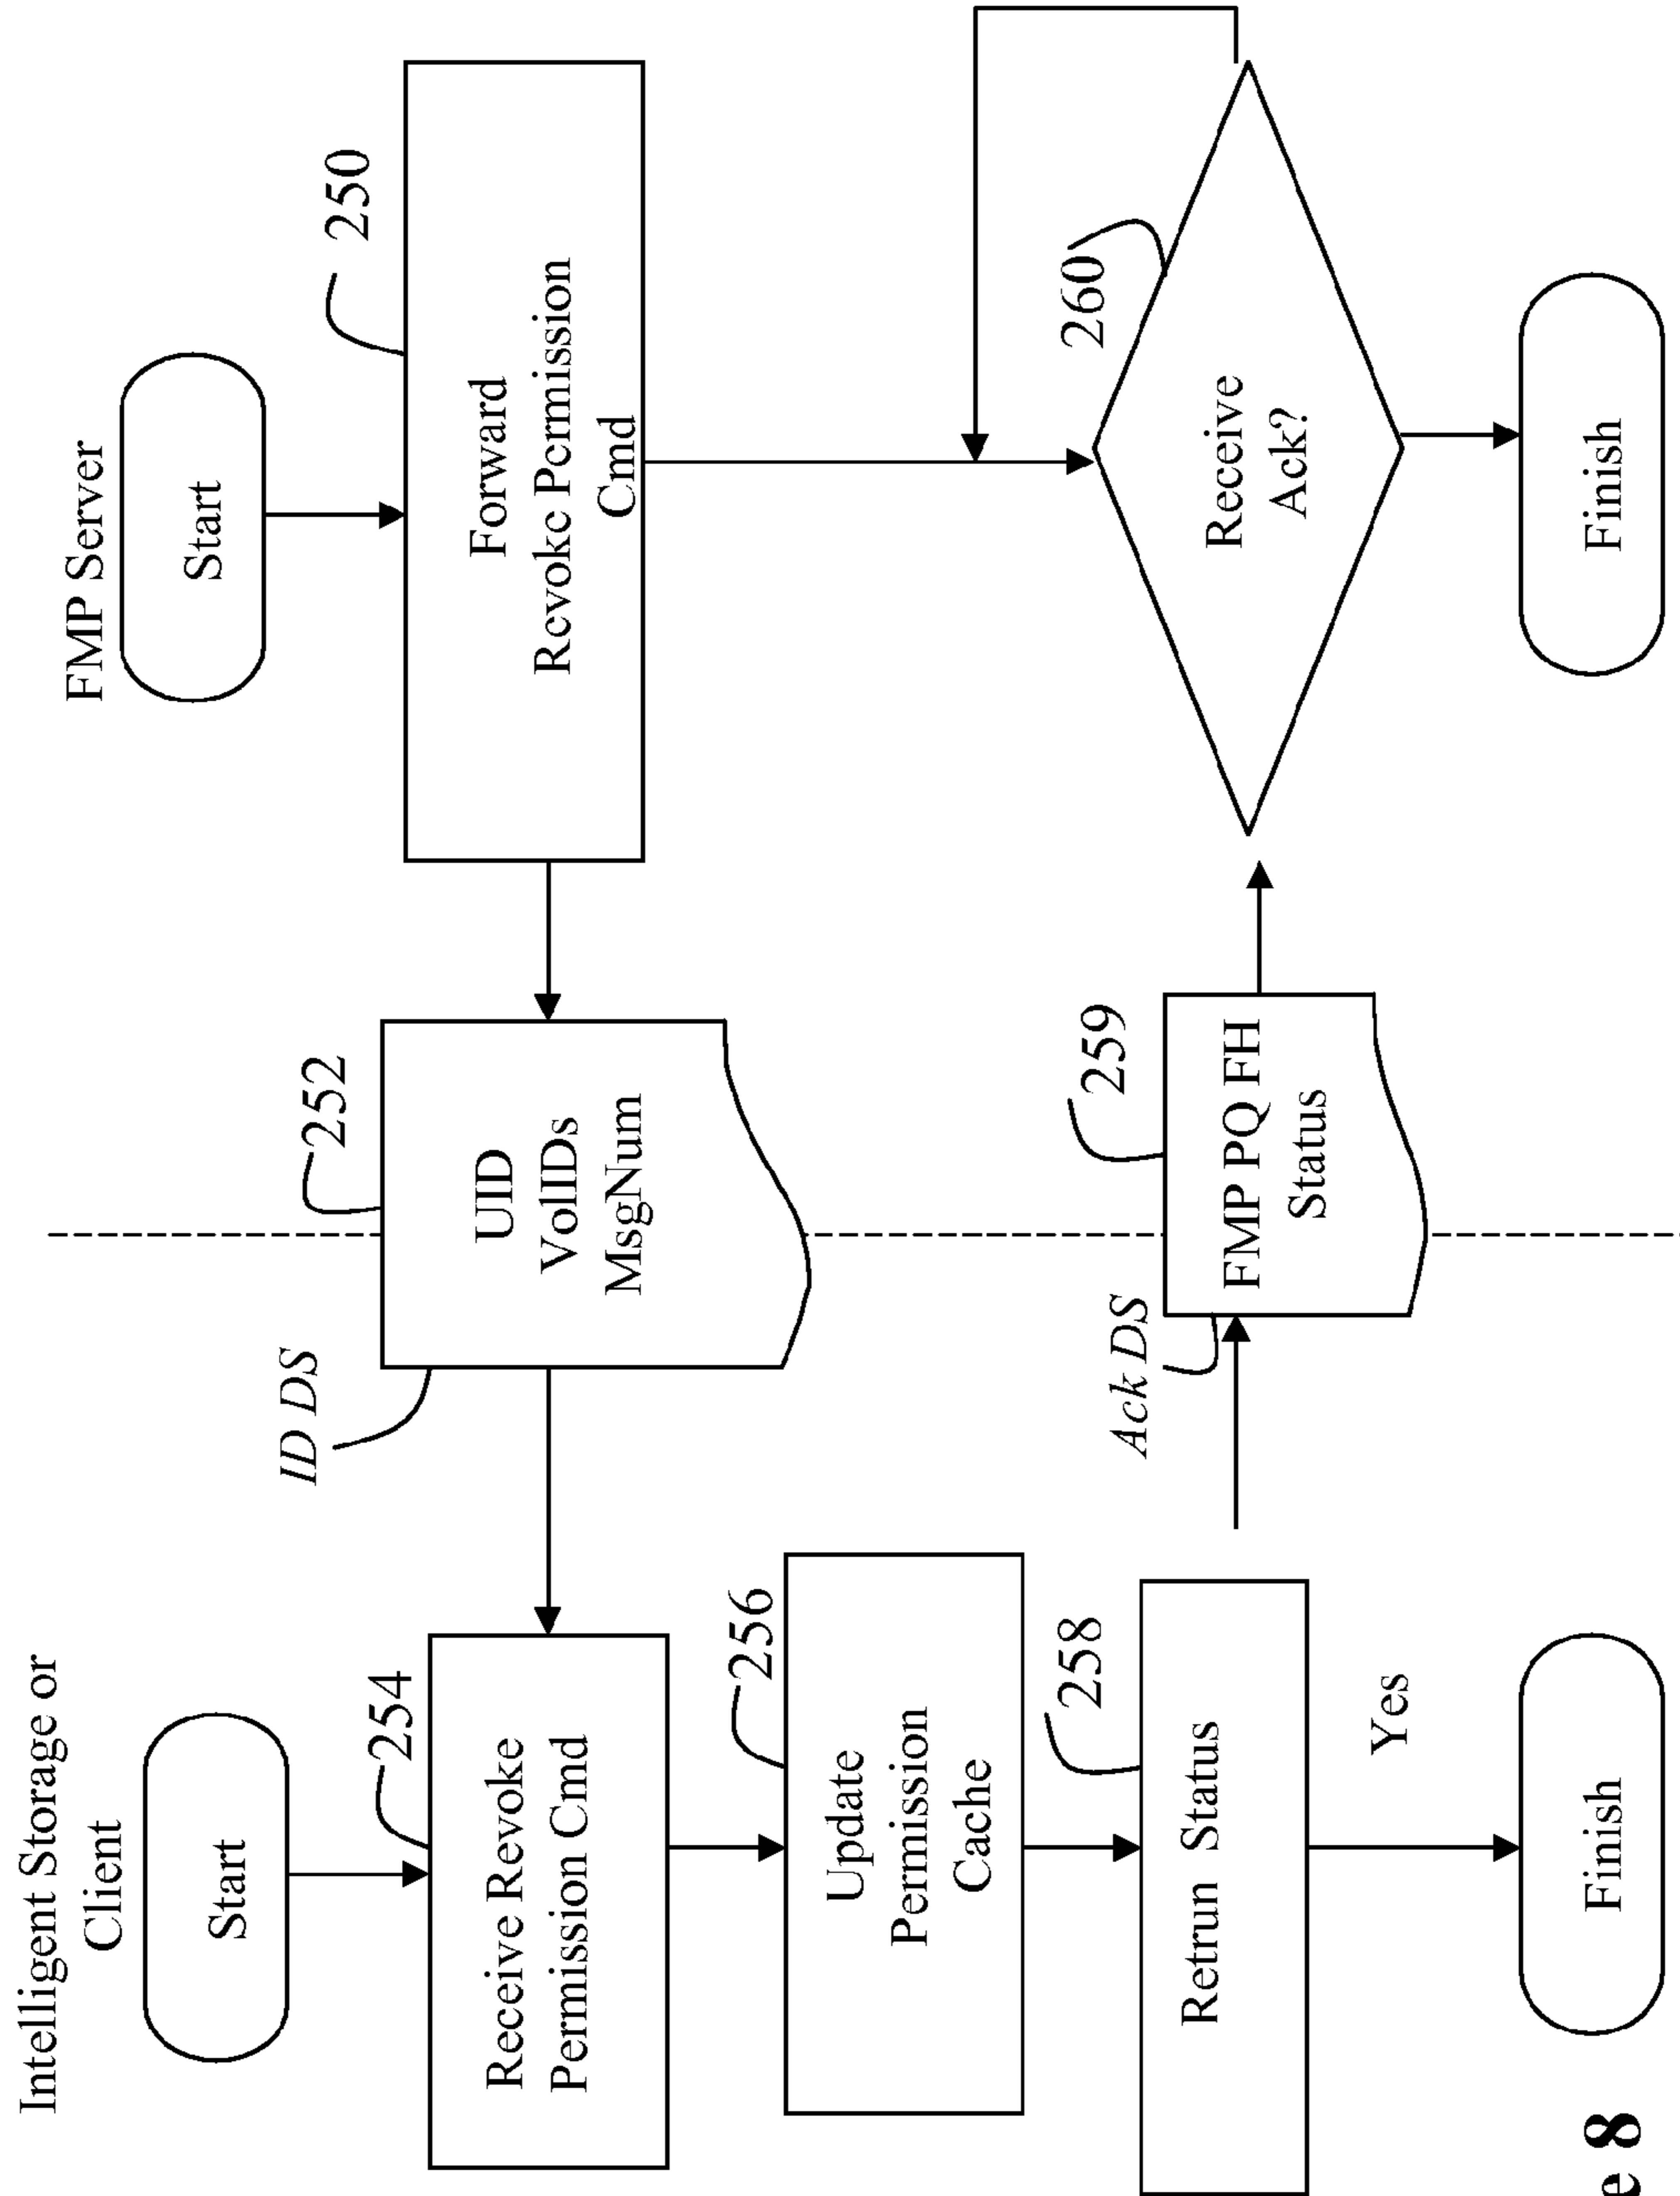 Intelligent Storage or
Client
Start
254
Receive Revoke
Permission Cmd
256
Update
Permission
Cache
258
Retrun Status
Yes
Finish
ID DS
252
UID
VolIDs
MsgNum
Ack DS
259
FMP PQ FH
Status
FMP Server
Start
250
Forward
Revoke Permission
Cmd
260
Receive
Ack?
Finish
e 8